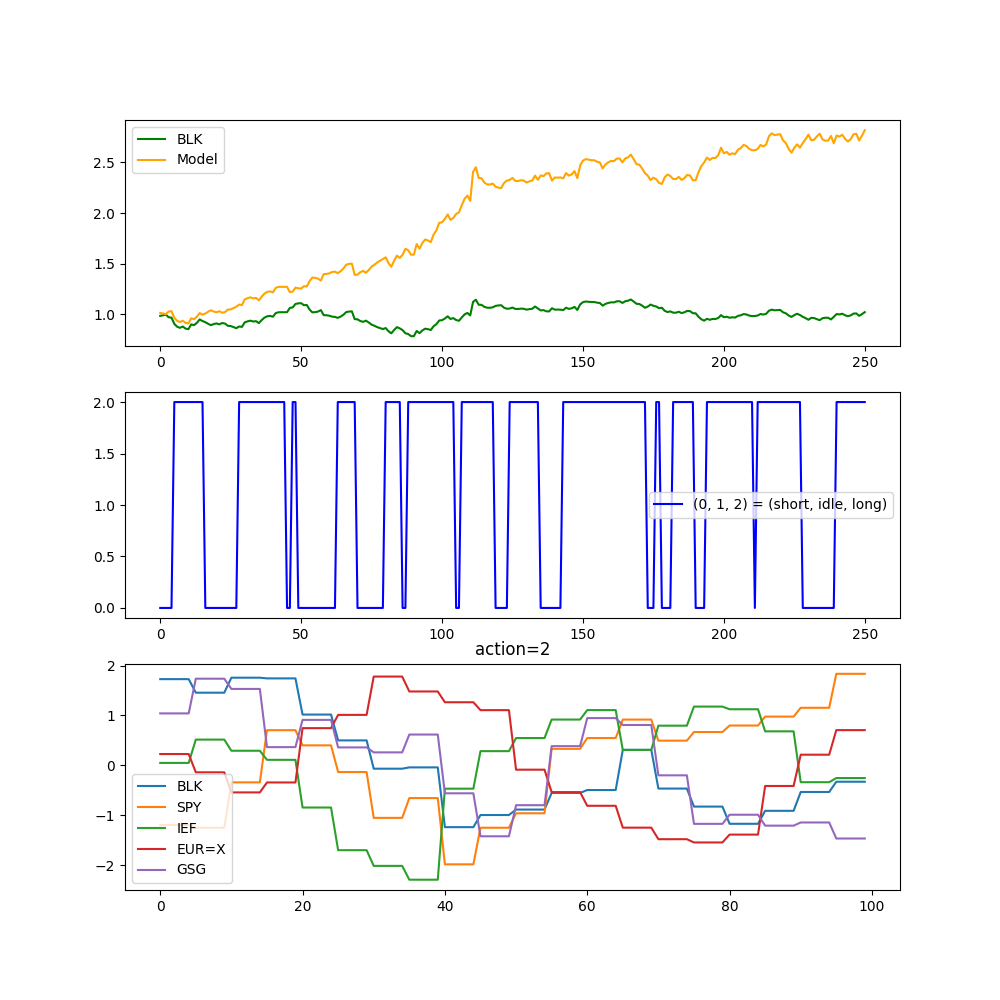 BLK
Model
2.5
2.0
1.5
1.0
0 50 100 150 200 250
2.0
1.5
1.0
0.5
0.0
(0, 1, 2) = (short, idle, long)
0 50 100 150 200 250
action=2
2
1
0
−1
−2
BLK
SPY
IEF
EUR=X
GSG
0 20 40 60 80 100